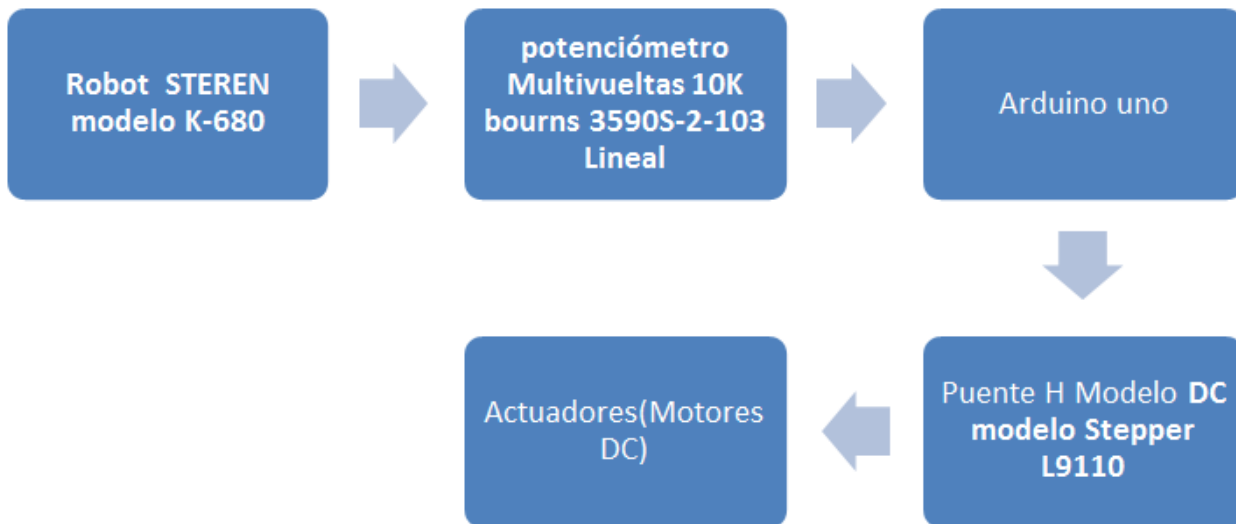 Robot STEREN
modelo K-680
potenciómetro
Multivueltas 10K
bourns 3590S-2-103
Lineal
Arduino uno
Puente H Modelo DC
modelo Stepper
L9110
Actuadores(Motores
DC)